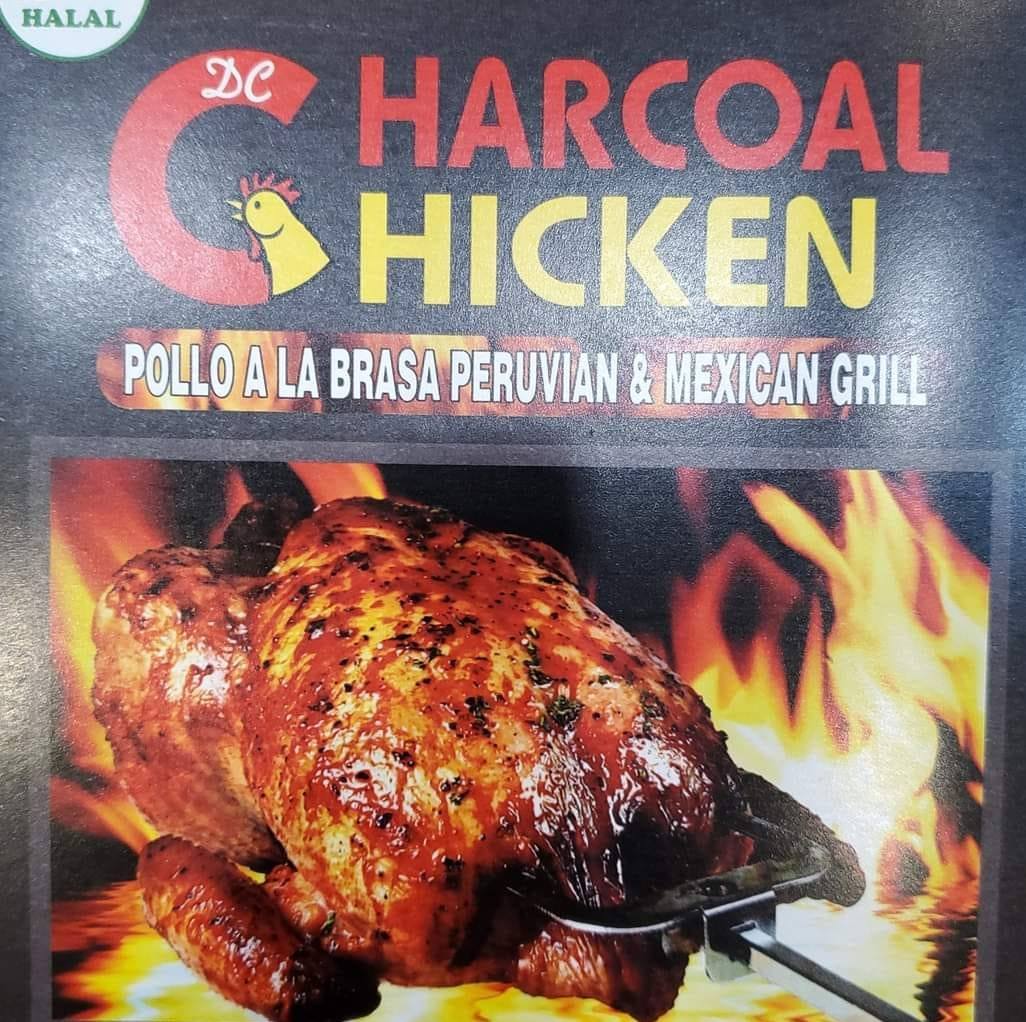 HALAL
DC
CHARCOAL
CHICKEN
POLLO A LA BRASA PERUVIAN & MEXICAN GRILL